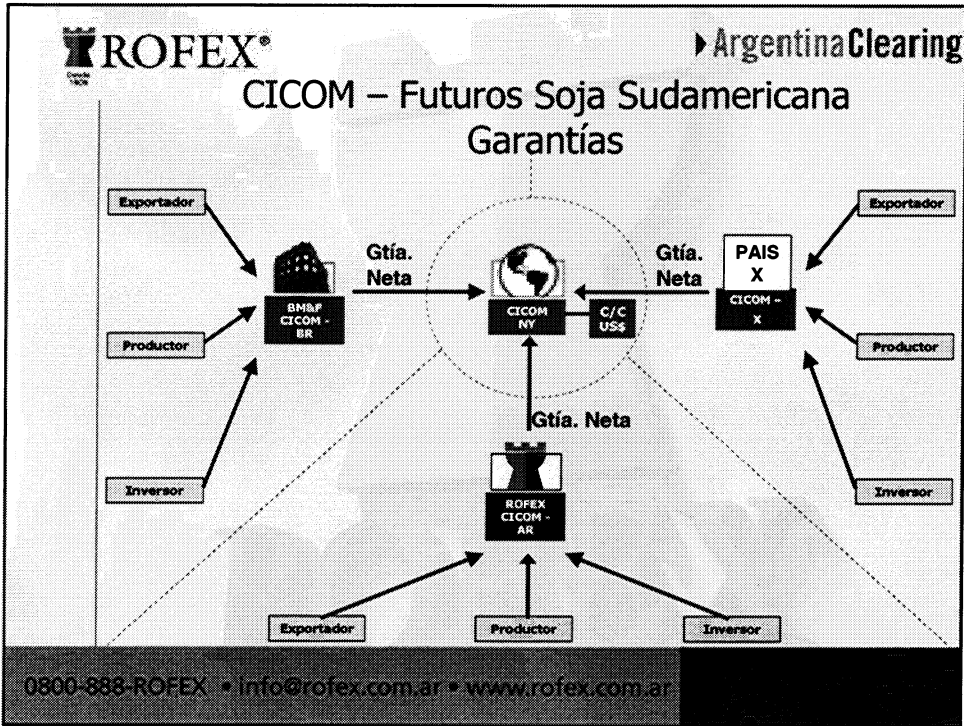 ROFEX®
Desde
1909
ArgentinaClearing
CICOM – Futuros Soja Sudamericana
Garantías
Exportador
Productor
Inversor
BM&F
CICOM -
BR
Gtía.
Neta
CICOM
NY
C/C
US$
Gtía.
Neta
PAIS
X
CICOM –
X
Exportador
Productor
Inversor
Gtía. Neta
ROFEX
CICOM -
AR
Exportador
Productor
Inversor
0800-888-ROFEX • info@rofex.com.ar • www.rofex.com.ar